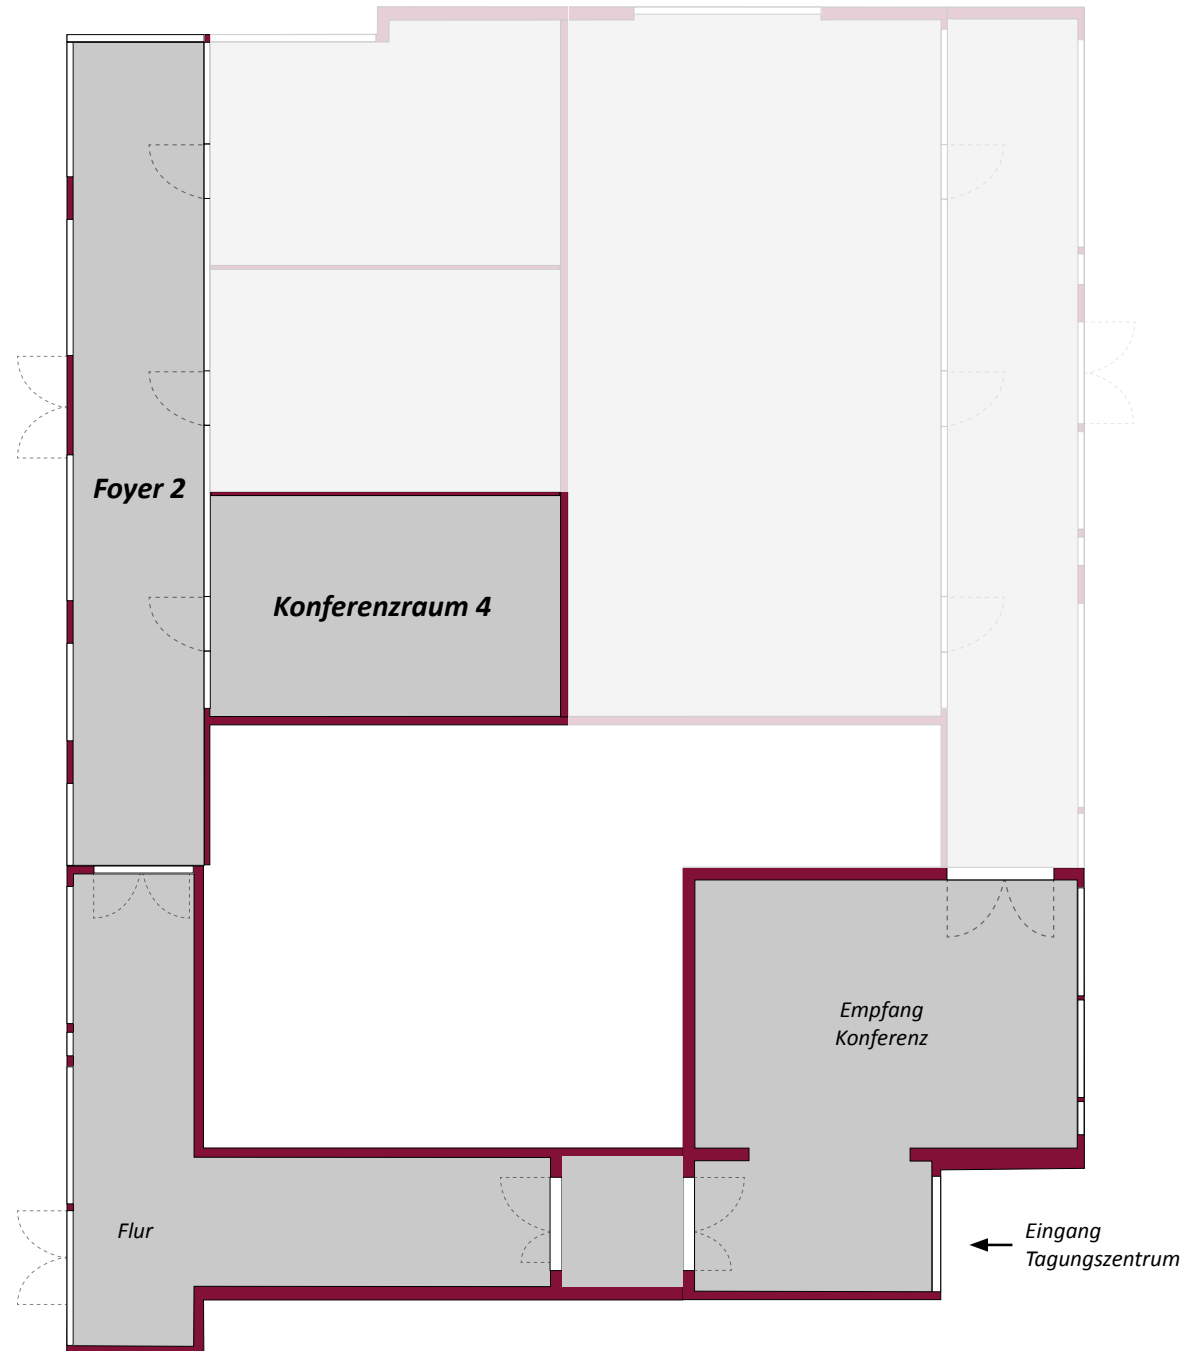 Foyer 2
Konferenzraum 4
Empfang
Konferenz
Flur
Eingang
Tagungszentrum